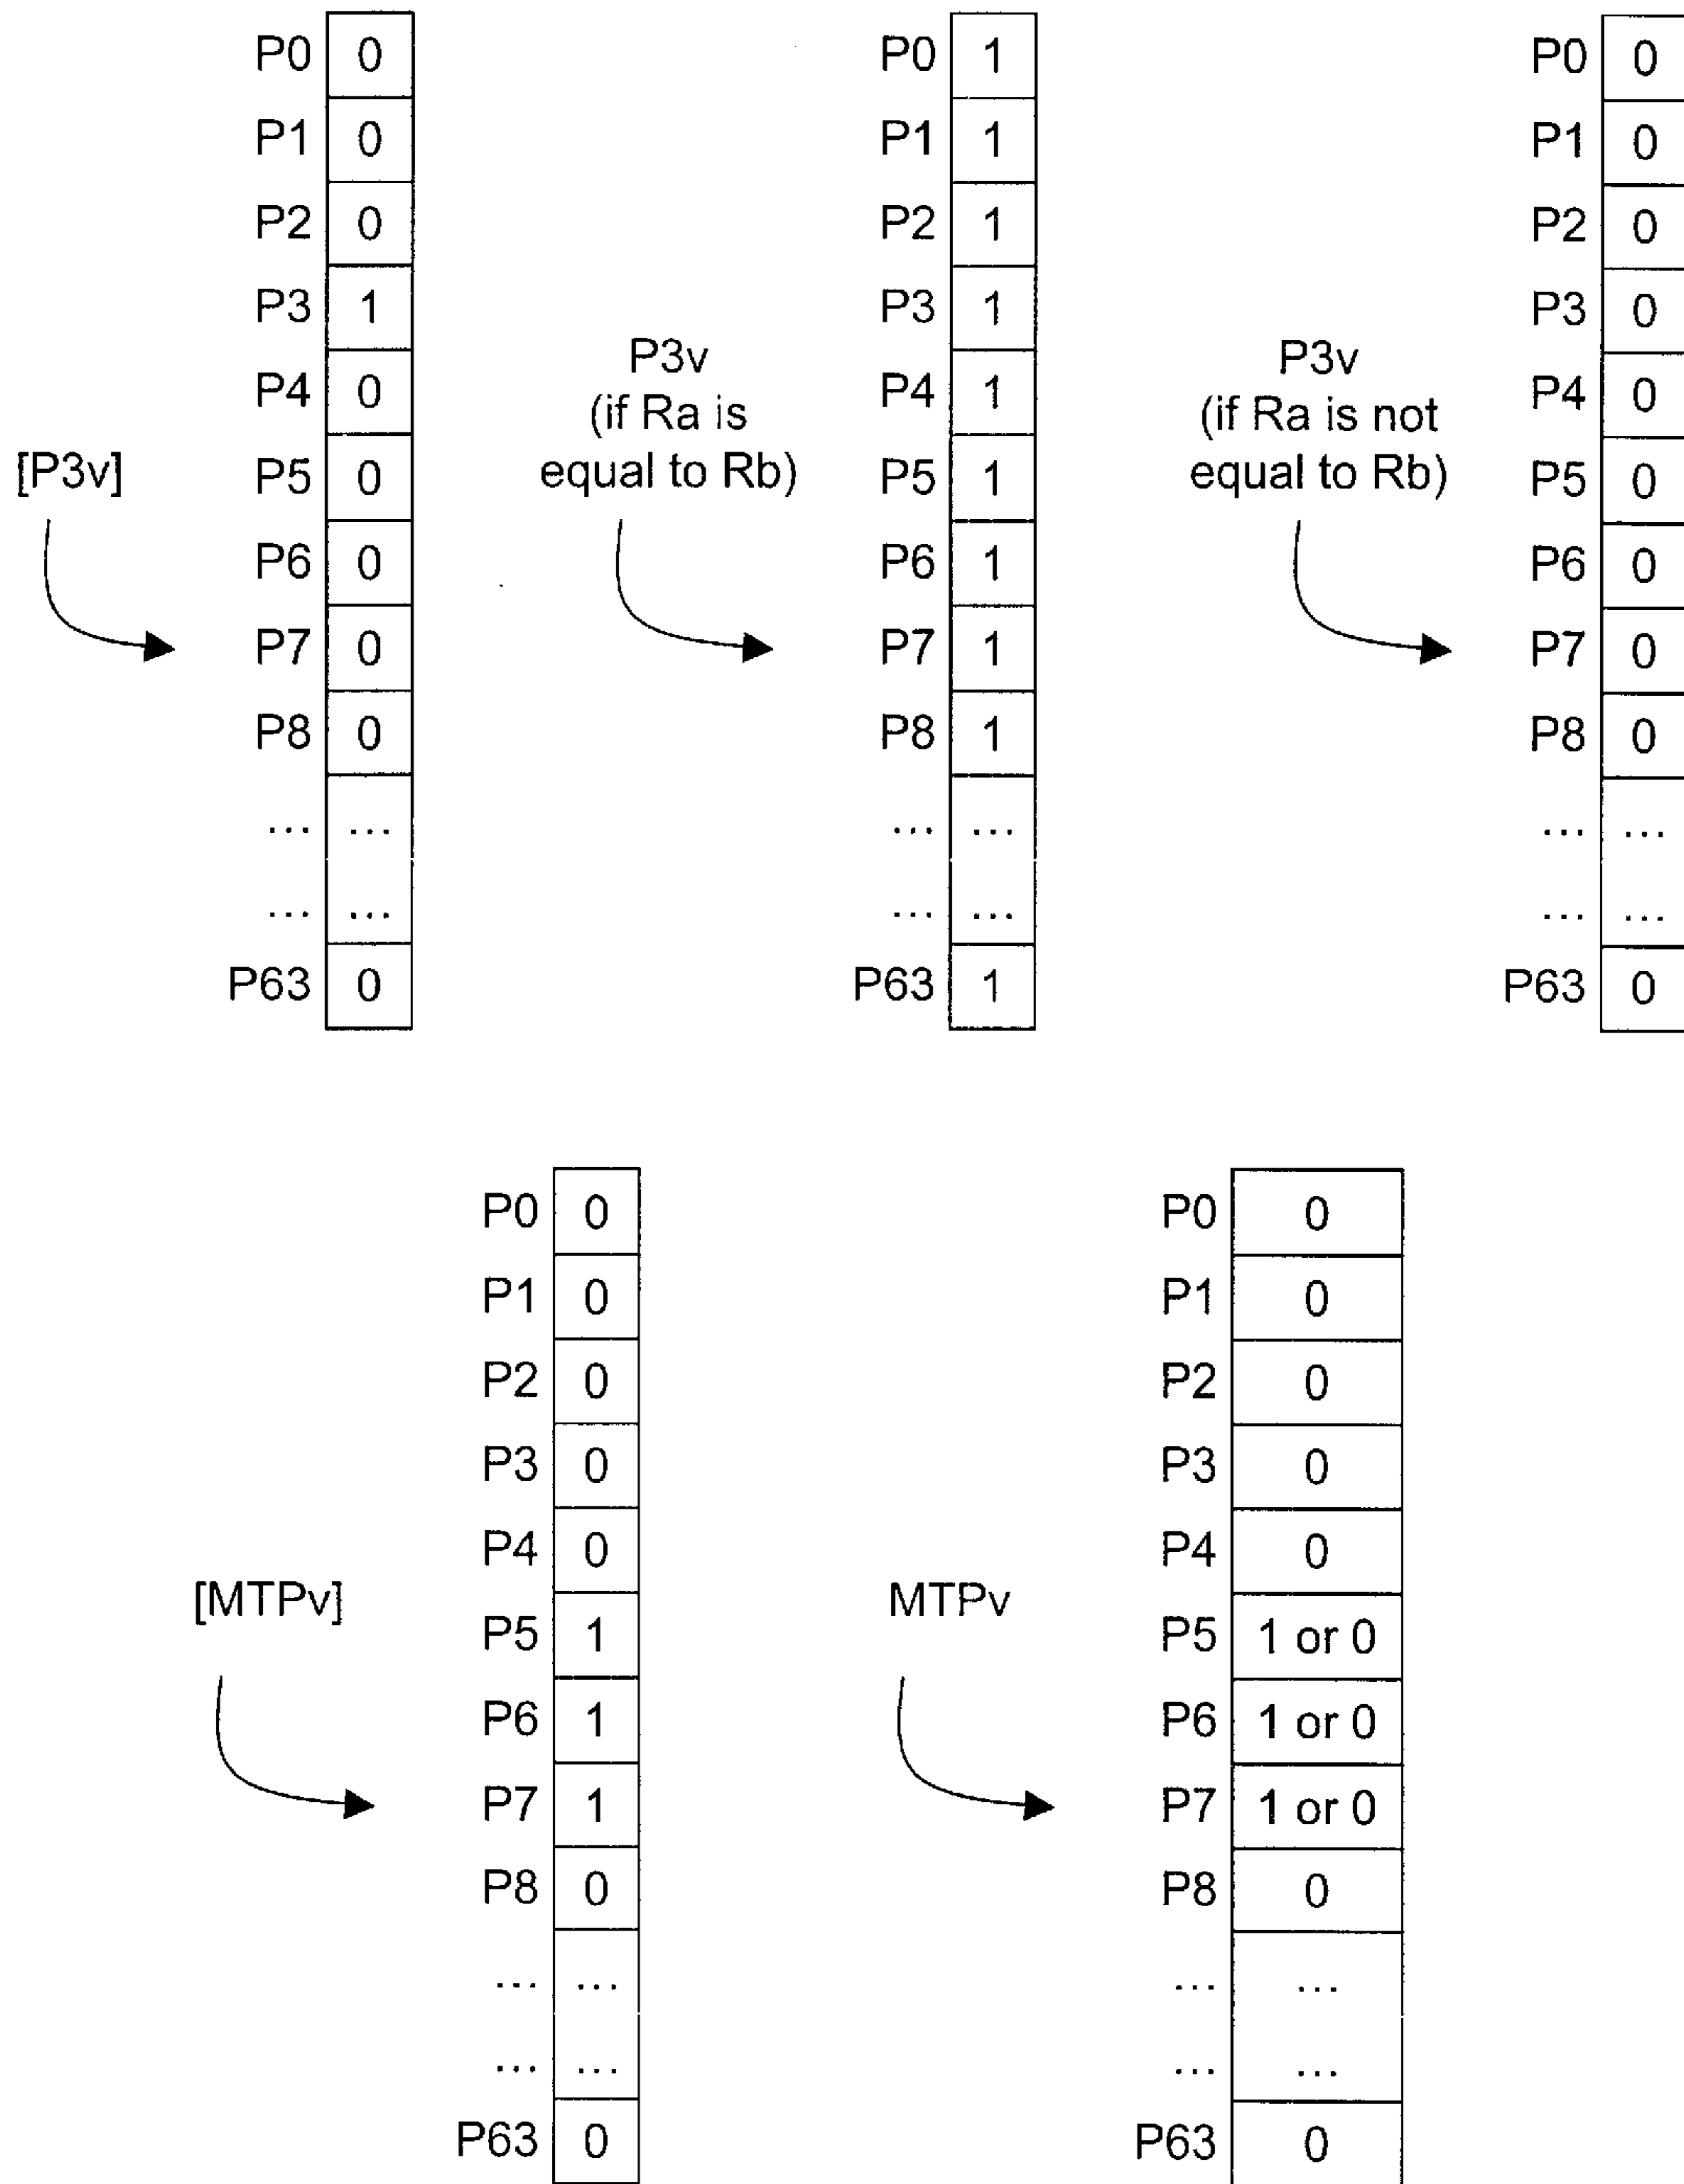 P0 0
P1 0
P2 0
P3 1
P4 0
P5 0
P6 0
P7 0
P8 0
... ...
... ...
P63 0
[P3v]
P3v
(if Ra is
equal to Rb)
P0 1
P1 1
P2 1
P3 1
P4 1
P5 1
P6 1
P7 1
P8 1
... ...
... ...
P63 1
P3v
(if Ra is not
equal to Rb)
P0 0
P1 0
P2 0
P3 0
P4 0
P5 0
P6 0
P7 0
P8 0
... ...
... ...
P63 0
[MTPv]
P0 0
P1 0
P2 0
P3 0
P4 0
P5 1
P6 1
P7 1
P8 0
... ...
... ...
P63 0
MTPv
P0 0
P1 0
P2 0
P3 0
P4 0
P5 1 or 0
P6 1 or 0
P7 1 or 0
P8 0
... ...
... ...
P63 0